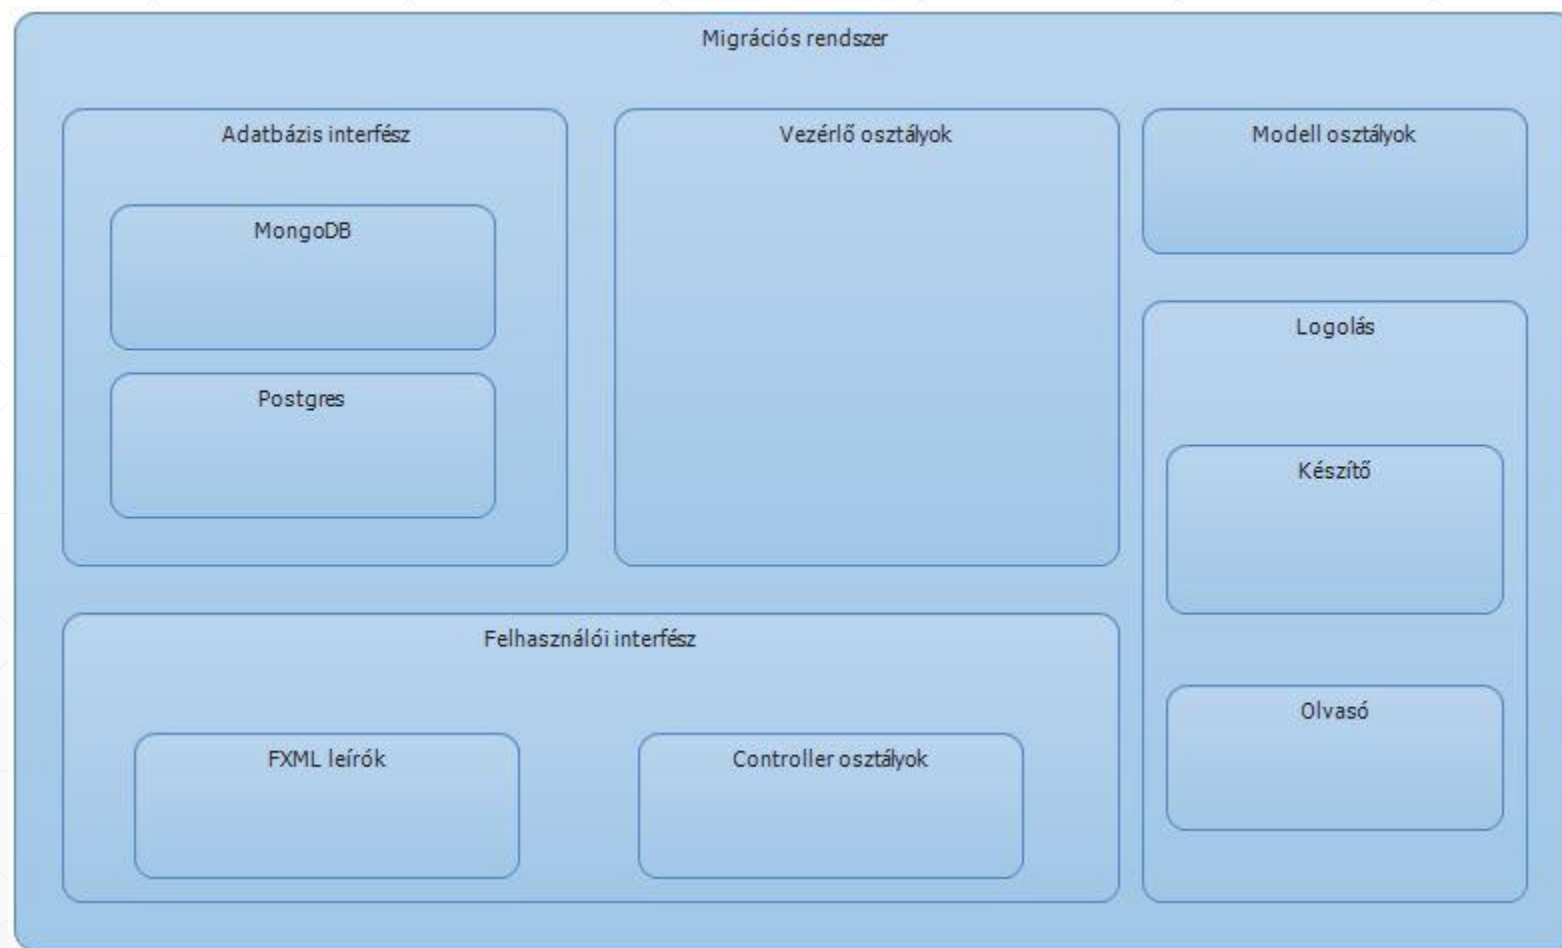 Migrációs rendszer
Adatbázis interfész
MongoDB
Postgres
Vezérlő osztályok
Modell osztályok
Logolás
Készítő
Olvasó
Felhasználói interfész
FXML leírók
Controller osztályok